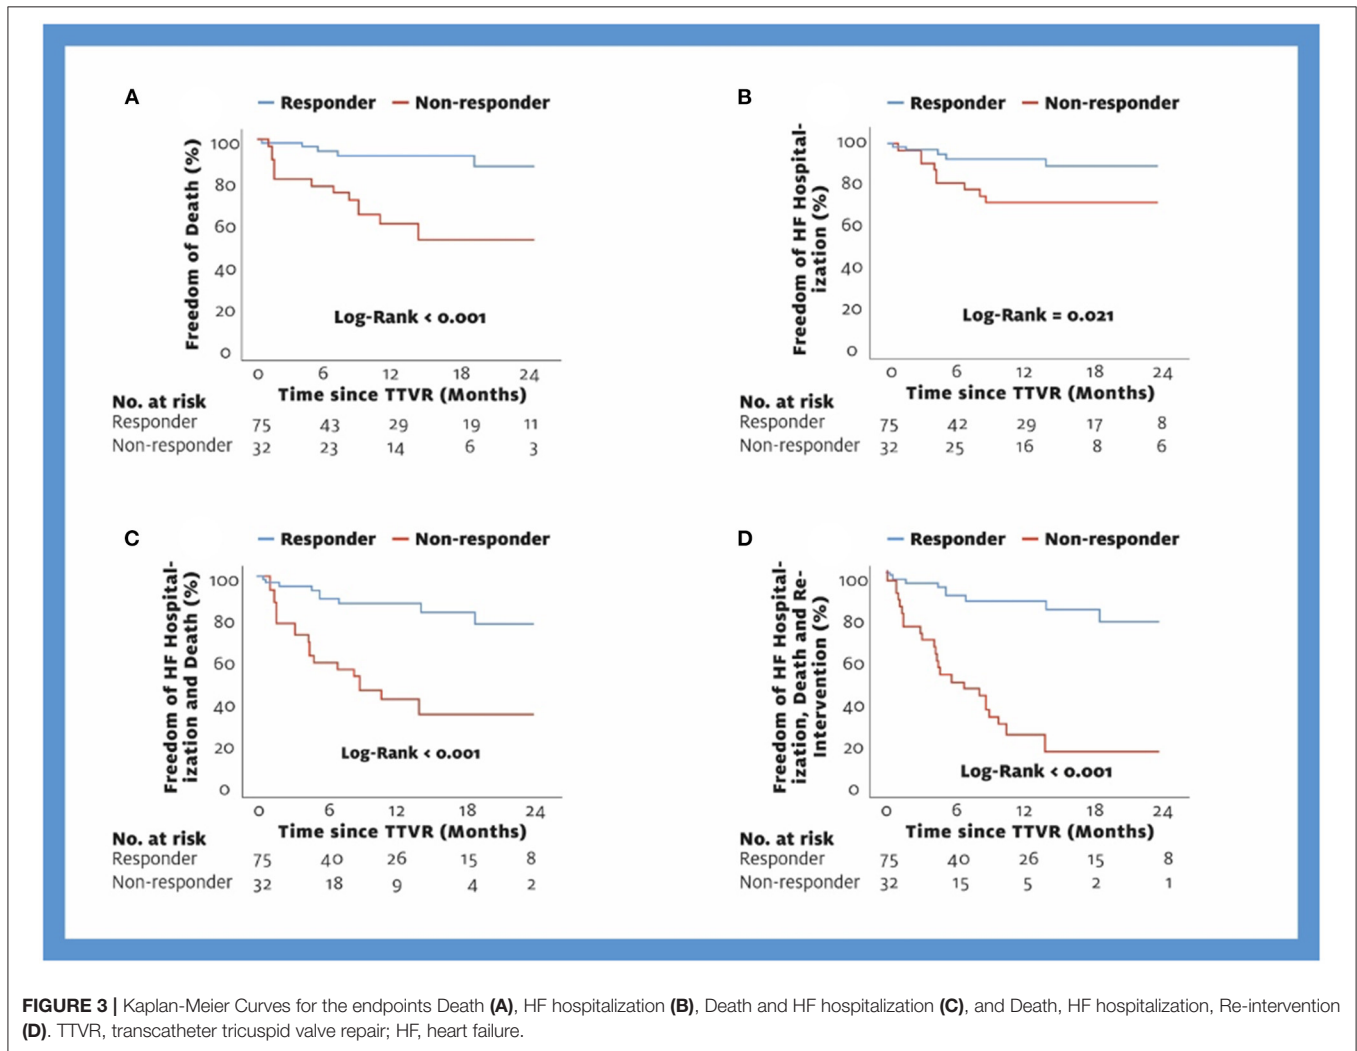 A
Responder Non-responder
Freedom of Death (%)
100
80
60
40
20
0
Log-Rank < 0.001
0 6 12 18 24
Time since TTVR (Months)
No. at risk
Responder 75 43 29 19 11
Non-responder 32 23 14 6 3
B
Responder Non-responder
Freedom of HF Hospital-
ization (%)
100
80
60
40
20
0
Log-Rank = 0.021
0 6 12 18 24
Time since TTVR (Months)
No. at risk
Responder 75 42 29 17 8
Non-responder 32 25 16 8 6
C
Responder Non-responder
Freedom of HF Hospital-
ization and Death (%)
100
80
60
40
20
0
Log-Rank < 0.001
0 6 12 18 24
Time since TTVR (Months)
No. at risk
Responder 75 40 26 15 8
Non-responder 32 18 9 4 2
D
Responder Non-responder
Freedom of HF Hospital-
ization, Death and Re-
Intervention (%)
100
80
60
40
20
0
Log-Rank < 0.001
0 6 12 18 24
Time since TTVR (Months)
No. at risk
Responder 75 40 26 15 8
Non-responder 32 15 5 2 1
FIGURE 3 | Kaplan-Meier Curves for the endpoints Death (A), HF hospitalization (B), Death and HF hospitalization (C), and Death, HF hospitalization, Re-intervention
(D). TTVR, transcatheter tricuspid valve repair; HF, heart failure.